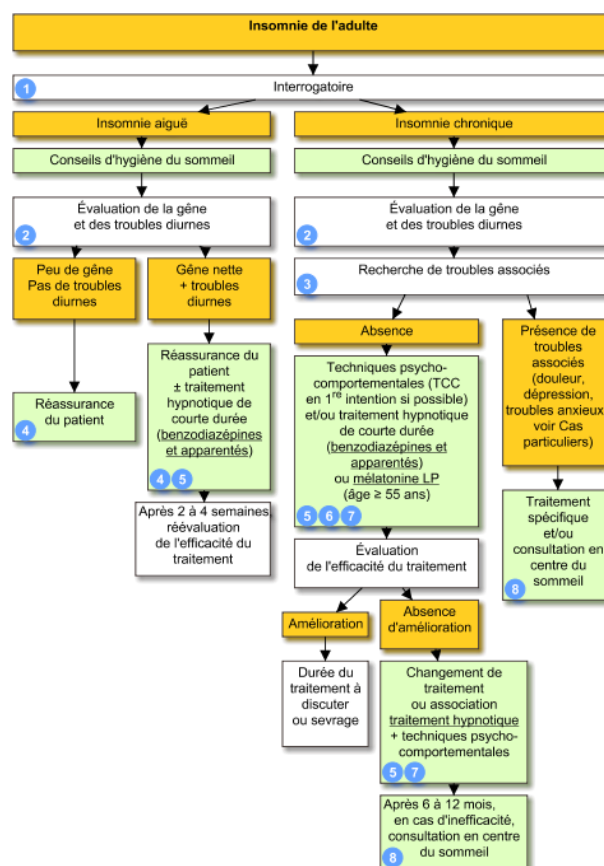 Insomnie de l'adulte
1
Interrogatoire
Insomnie aiguë
Insomnie chronique
Conseils d'hygiène du sommeil
Conseils d'hygiène du sommeil
Évaluation de la gêne
et des troubles diurnes
2
Évaluation de la gêne
et des troubles diurnes
2
Peu de gêne
Pas de troubles
diurnes
Gêne nette
+ troubles
diurnes
Recherche de troubles associés
3
Absence
Présence de
troubles
associés
(douleur,
dépression,
troubles anxieux,
voir Cas
particuliers)
Réassurance
du patient
4
Réassurance du
patient
± traitement
hypnotique de
courte durée
(benzodiazépines
et apparentés)
4 5
Techniques psycho-
comportementales (TCC
en 1re intention si possible)
et/ou traitement hypnotique
de courte durée
(benzodiazépines et
apparentés)
ou mélatonine LP
(âge ≥ 55 ans)
5 6 7
Traitement
spécifique
et/ou
consultation en
centre du
sommeil
8
Après 2 à 4 semaines,
réévaluation
de l'efficacité du
traitement
Évaluation
de l'efficacité du traitement
Amélioration
Absence
d'amélioration
Durée du
traitement à
discuter
ou sevrage
Changement de
traitement
ou association
traitement hypnotique
+ techniques psycho-
comportementales
5 7
Après 6 à 12 mois,
en cas d'inefficacité,
consultation en centre
du sommeil
8